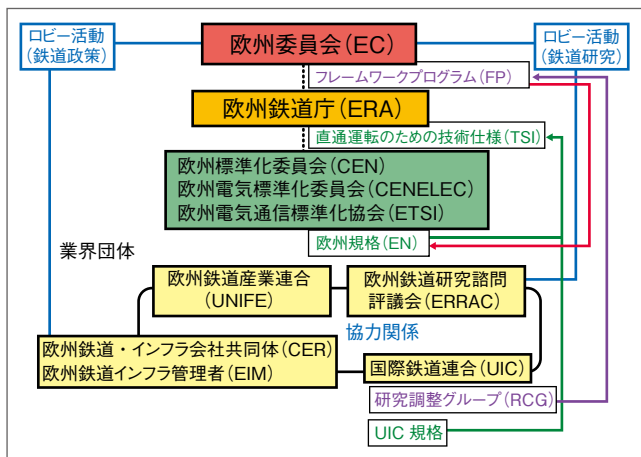 ロビー活動
(鉄道政策)
欧州委員会(EC)
ロビー活動
(鉄道研究)
フレームワークプログラム(FP)
欧州鉄道庁(ERA)
直通運転のための技術仕様(TSI)
欧州標準化委員会(CEN)
欧州電気標準化委員会(CENELEC)
欧州電気通信標準化協会(ETSI)
欧州規格(EN)
業界団体
欧州鉄道産業連合
(UNIFE)
欧州鉄道研究諮問
評議会(ERRAC)
協力関係
欧州鉄道・インフラ会社共同体(CER)
欧州鉄道インフラ管理者(EIM)
国際鉄道連合(UIC)
研究調整グループ(RCG)
UIC 規格